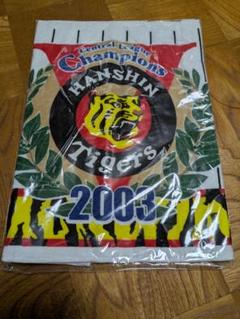 Central League
Champions
HANSHIN
Tigers
2003